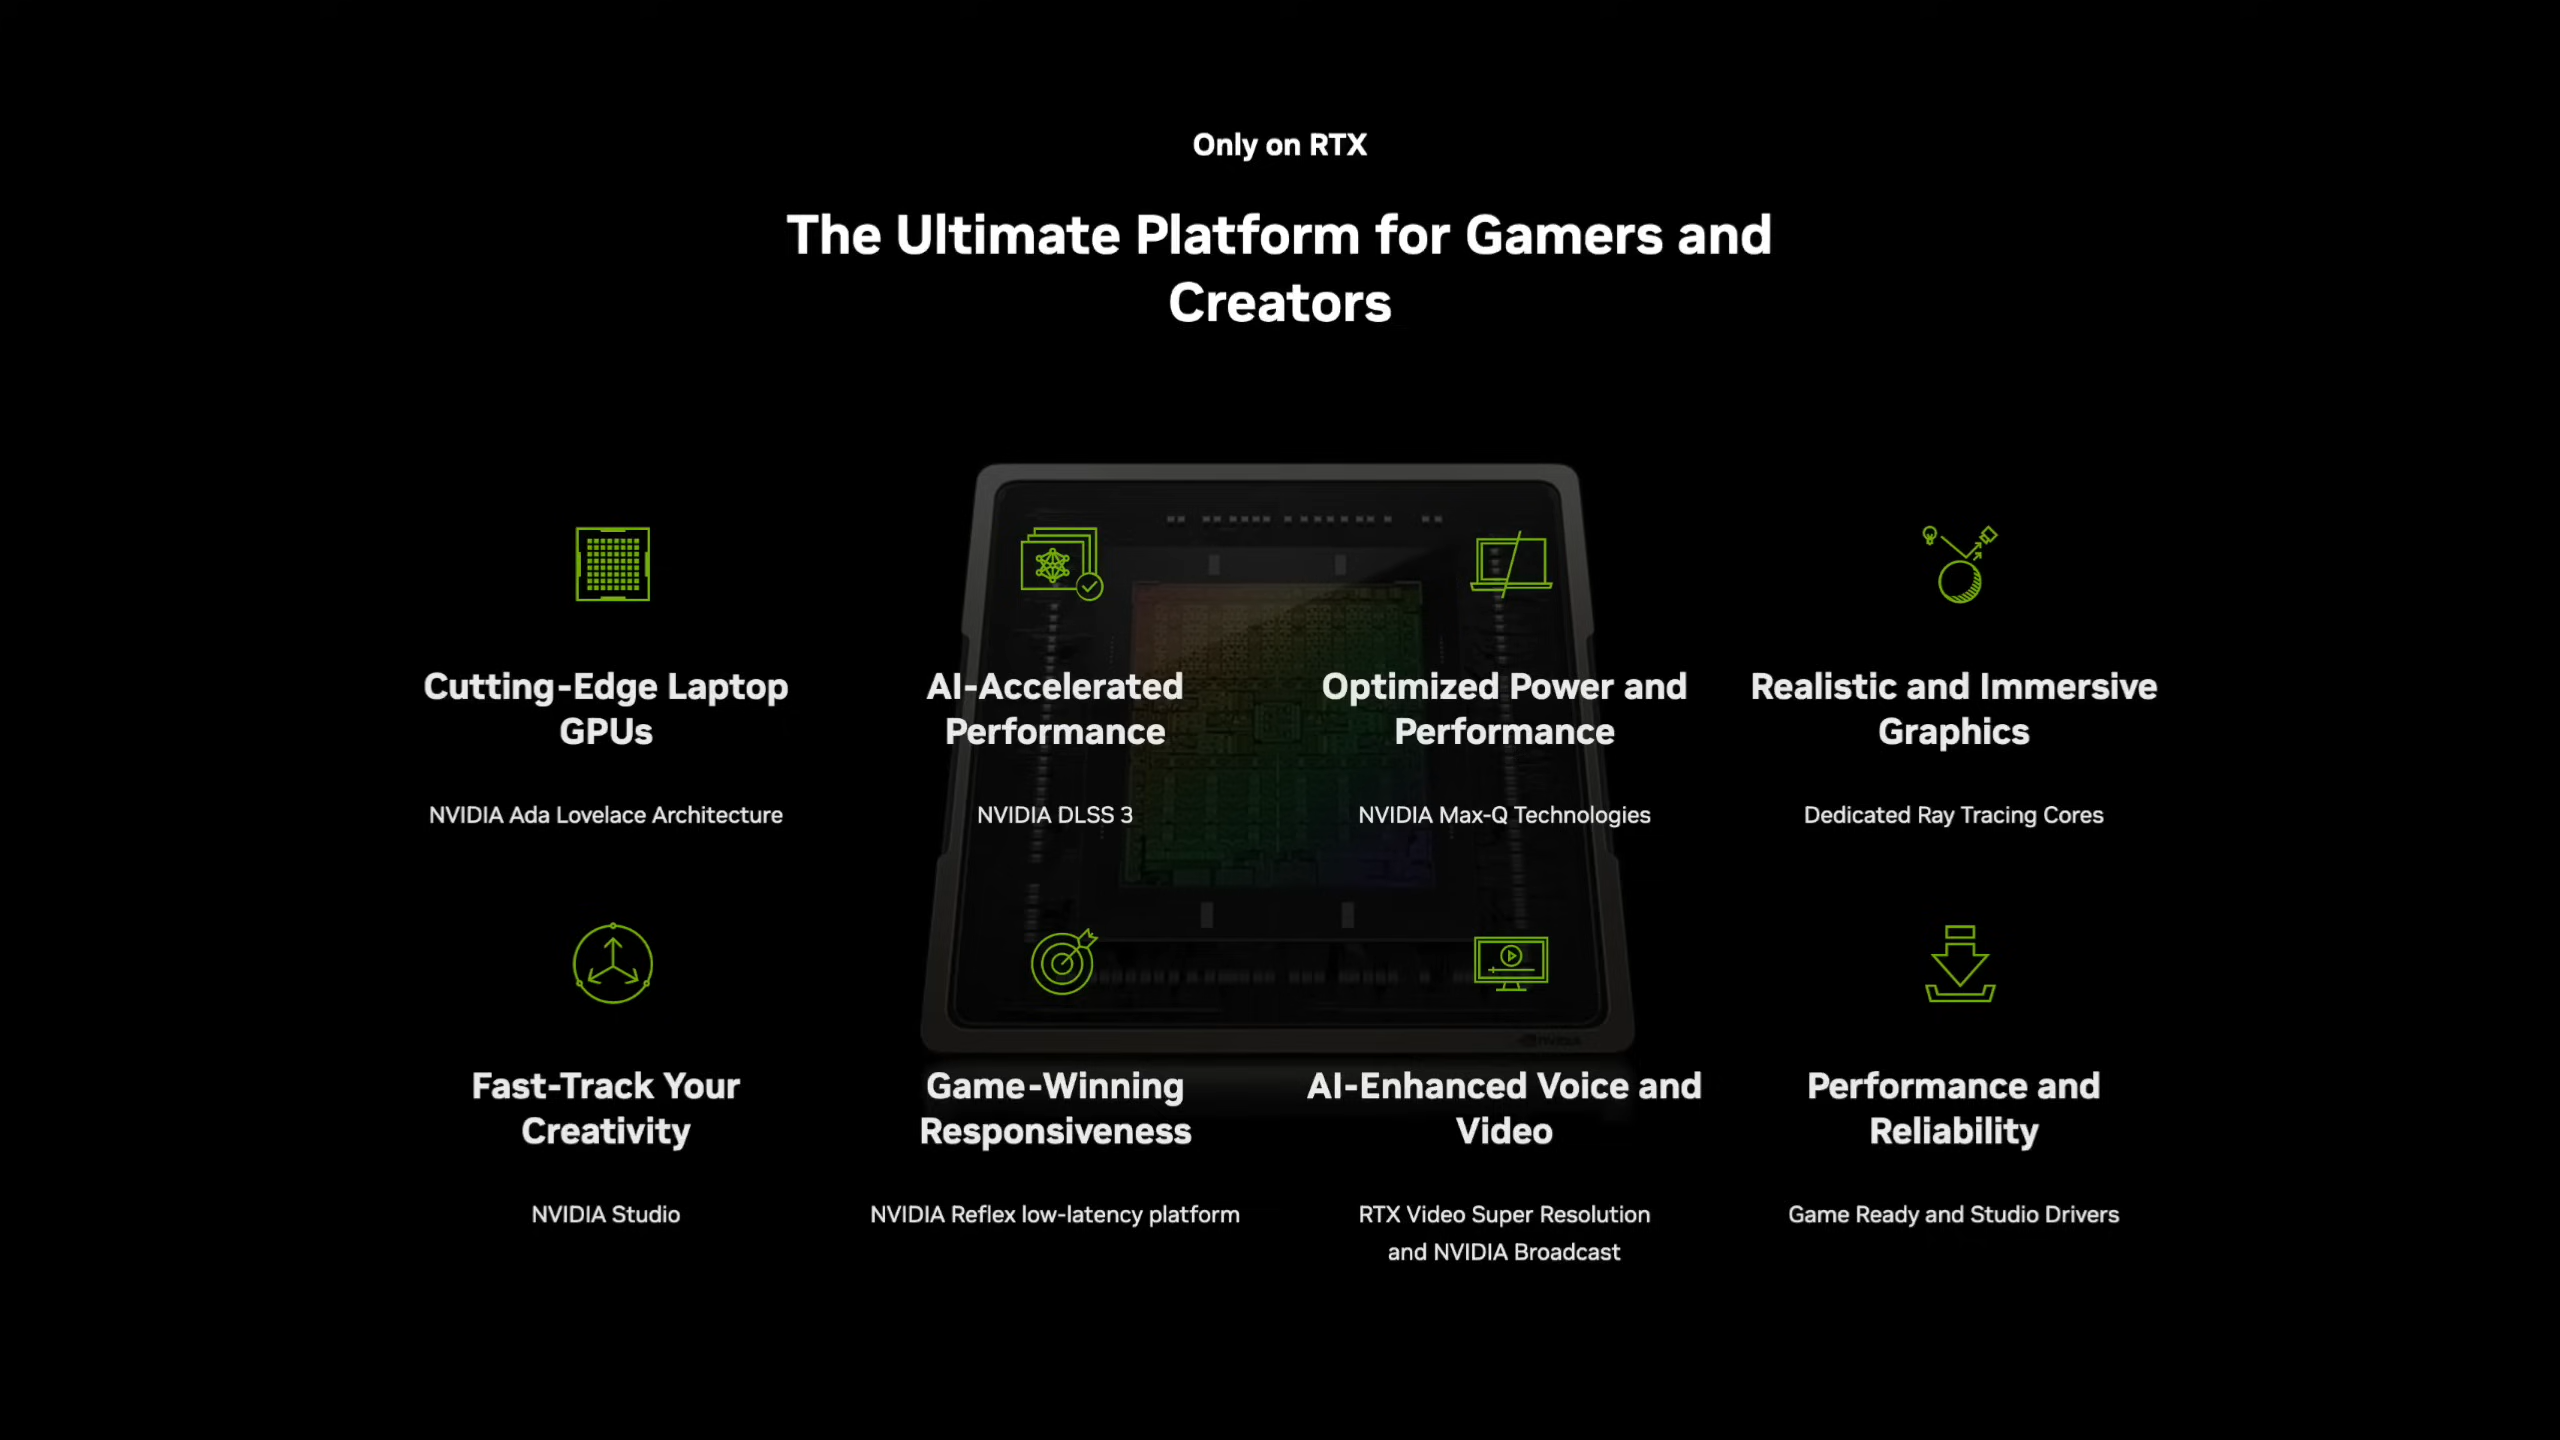 Only on RTX
The Ultimate Platform for Gamers and
Creators
Cutting-Edge Laptop
GPUs
NVIDIA Ada Lovelace Architecture
AI-Accelerated
Performance
NVIDIA DLSS 3
Optimized Power and
Performance
NVIDIA Max-Q Technologies
Realistic and Immersive
Graphics
Dedicated Ray Tracing Cores
Fast-Track Your
Creativity
NVIDIA Studio
Game-Winning
Responsiveness
NVIDIA Reflex low-latency platform
NVIDIA
AI-Enhanced Voice and
Video
RTX Video Super Resolution
and NVIDIA Broadcast
Performance and
Reliability
Game Ready and Studio Drivers